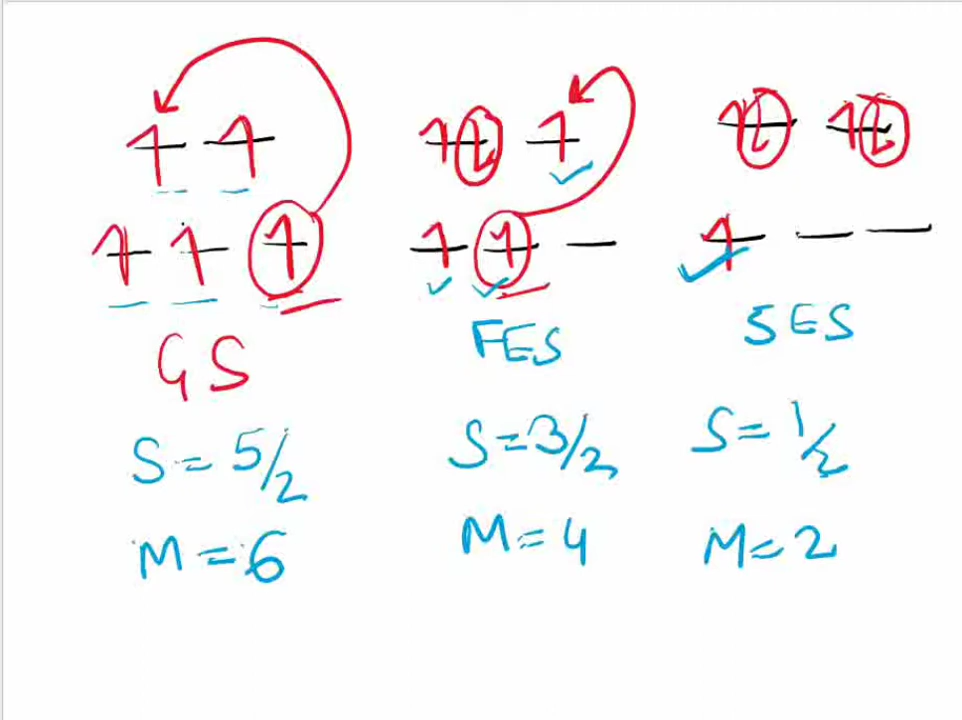 GS
FES
SES
S = 5/2
S = 3/2
S = 1/2
M = 6
M = 4
M = 2